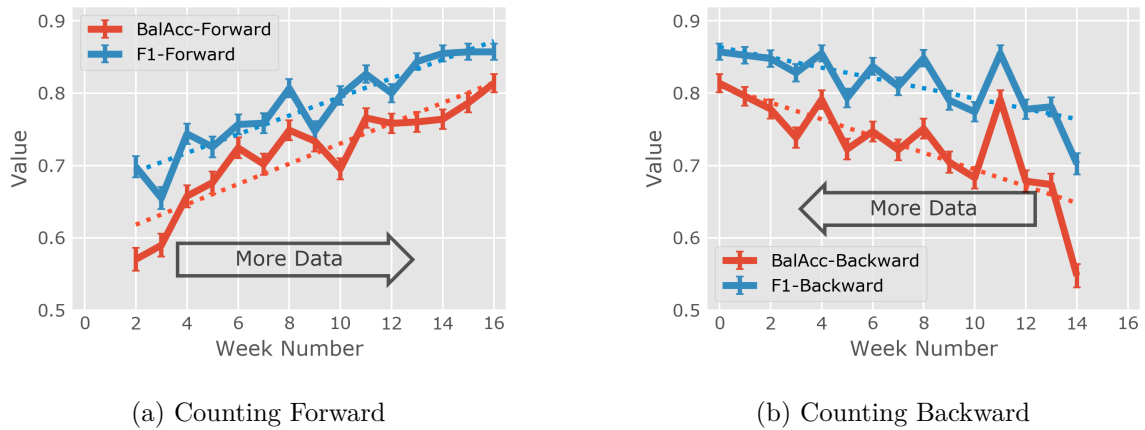 0.9
0.8
0.7
0.6
0.5
Value
BalAcc-Forward
F1-Forward
More Data
0 2 4 6 8 10 12 14 16
Week Number
(a) Counting Forward
0.9
0.8
0.7
0.6
0.5
Value
More Data
BalAcc-Backward
F1-Backward
0 2 4 6 8 10 12 14 16
Week Number
(b) Counting Backward